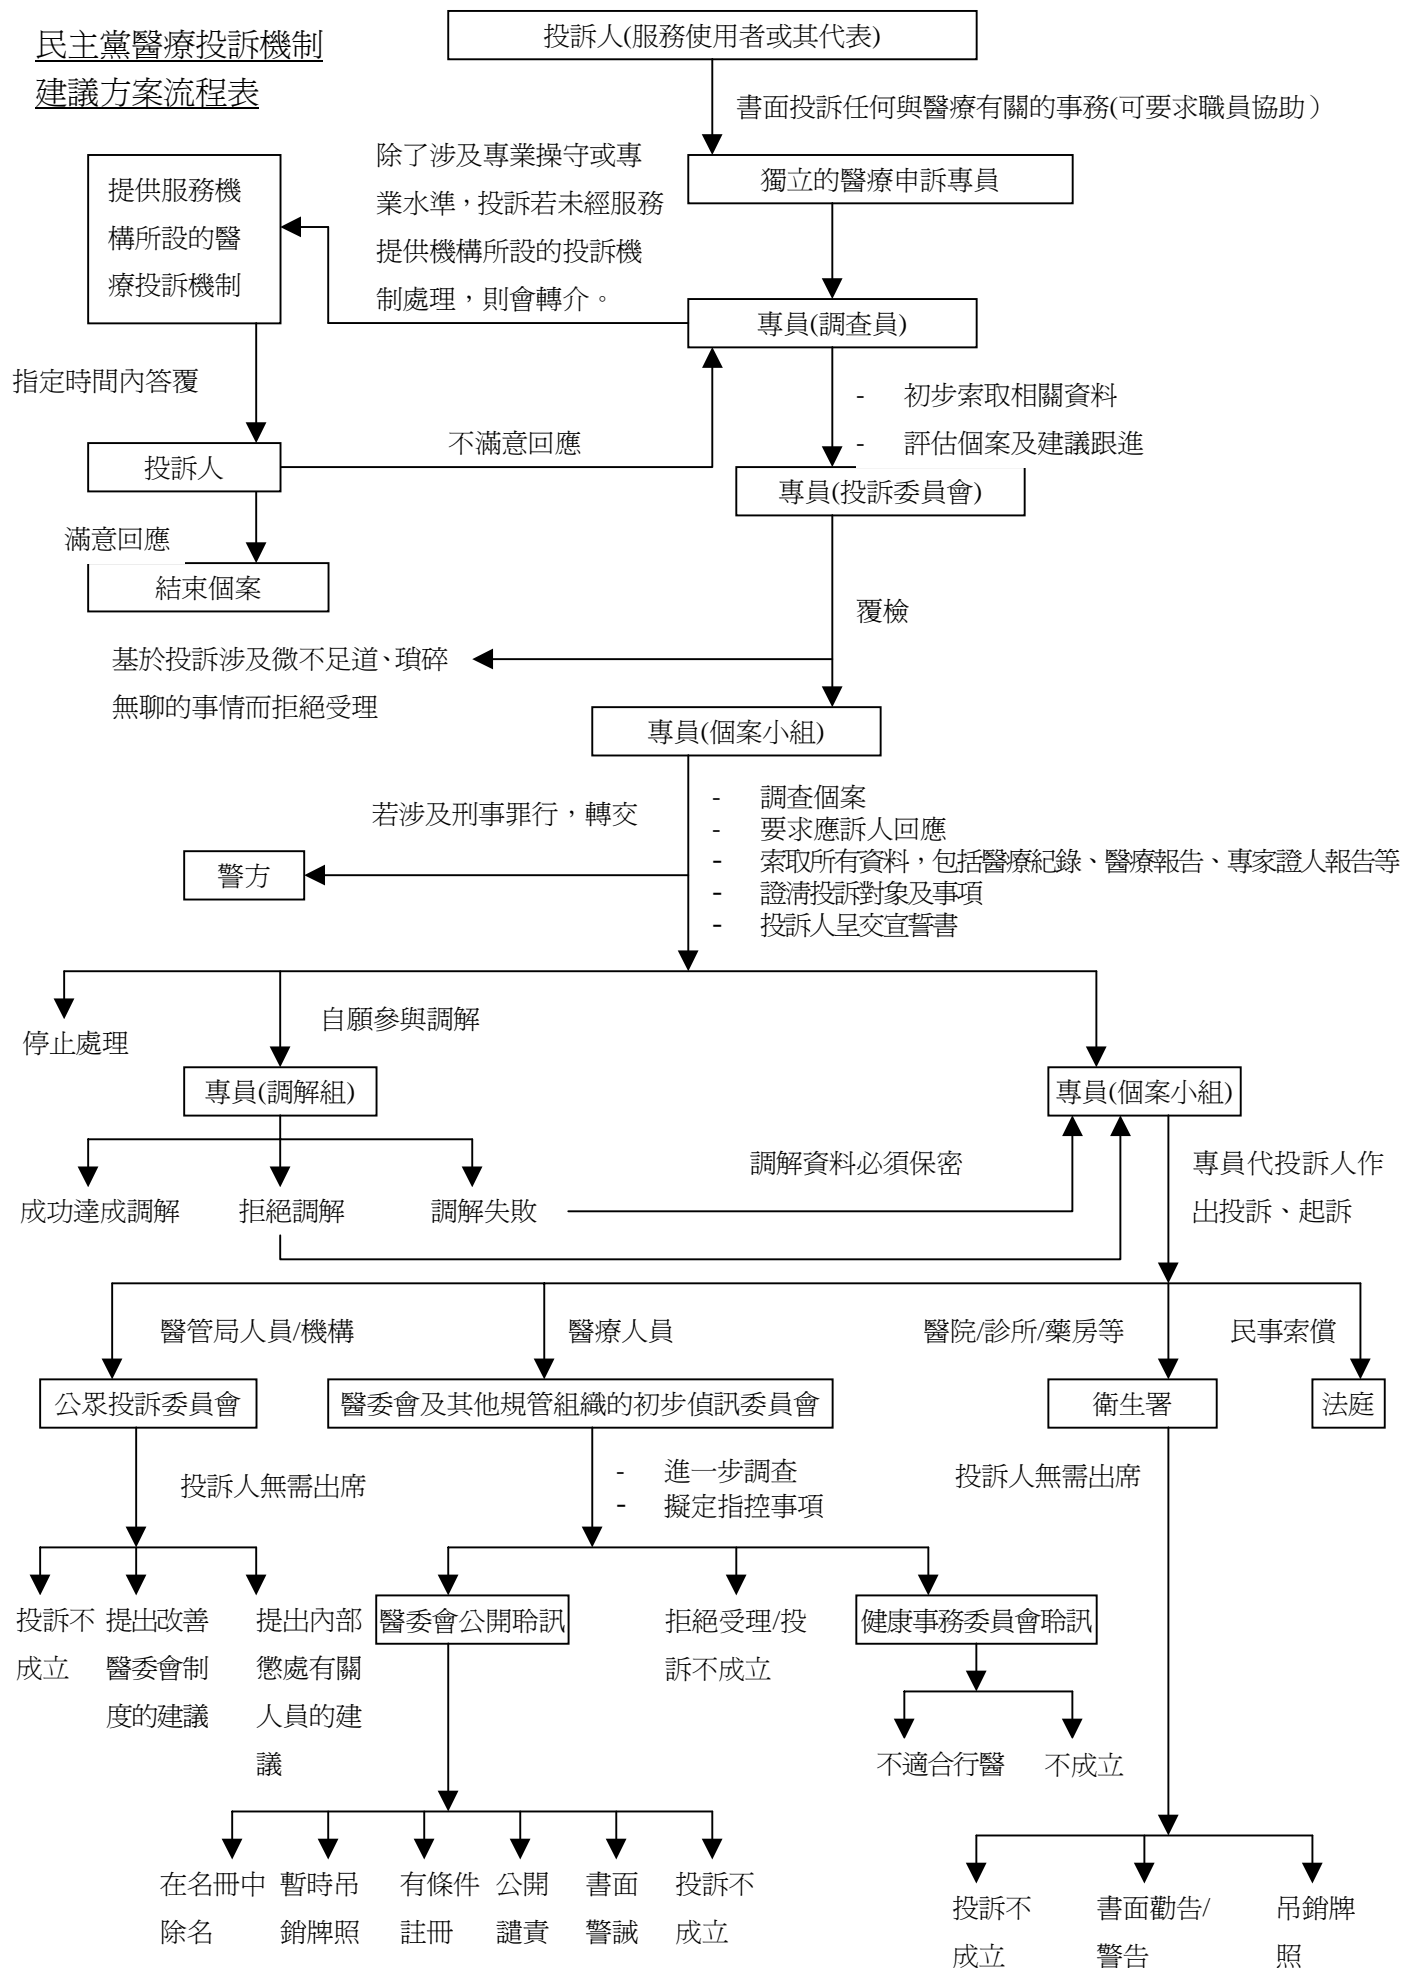 民主黨醫療投訴機制
建議方案流程表
投訴人(服務使用者或其代表)
書面投訴任何與醫療有關的事務(可要求職員協助）
獨立的醫療申訴專員
除了涉及專業操守或專
業水準，投訴若未經服務
提供機構所設的投訴機
制處理，則會轉介。
提供服務機
構所設的醫
療投訴機制
專員(調查員)
指定時間內答覆
- 初步索取相關資料
- 評估個案及建議跟進
不滿意回應
投訴人
專員(投訴委員會)
滿意回應
結束個案
覆檢
基於投訴涉及微不足道、瑣碎
無聊的事情而拒絕受理
專員(個案小組)
若涉及刑事罪行，轉交
警方
- 調查個案
- 要求應訴人回應
- 索取所有資料，包括醫療紀錄、醫療報告、專家證人報告等
- 證淸投訴對象及事項
- 投訴人呈交宣誓書
停止處理
自願參與調解
專員(調解組)
專員(個案小組)
成功達成調解
拒絕調解
調解失敗
調解資料必須保密
專員代投訴人作
出投訴、起訴
醫管局人員/機構
醫療人員
醫院/診所/藥房等
民事索償
公眾投訴委員會
醫委會及其他規管組織的初步偵訊委員會
衛生署
法庭
投訴人無需出席
- 進一步調查
- 擬定指控事項
投訴人無需出席
投訴不
成立
提出改善
醫委會制
度的建議
提出內部
懲處有關
人員的建
議
醫委會公開聆訊
拒絕受理/投
訴不成立
健康事務委員會聆訊
不適合行醫
不成立
在名冊中
除名
暫時吊
銷牌照
有條件
註冊
公開
譴責
書面
警誡
投訴不
成立
投訴不
成立
書面勸告/
警告
吊銷牌
照